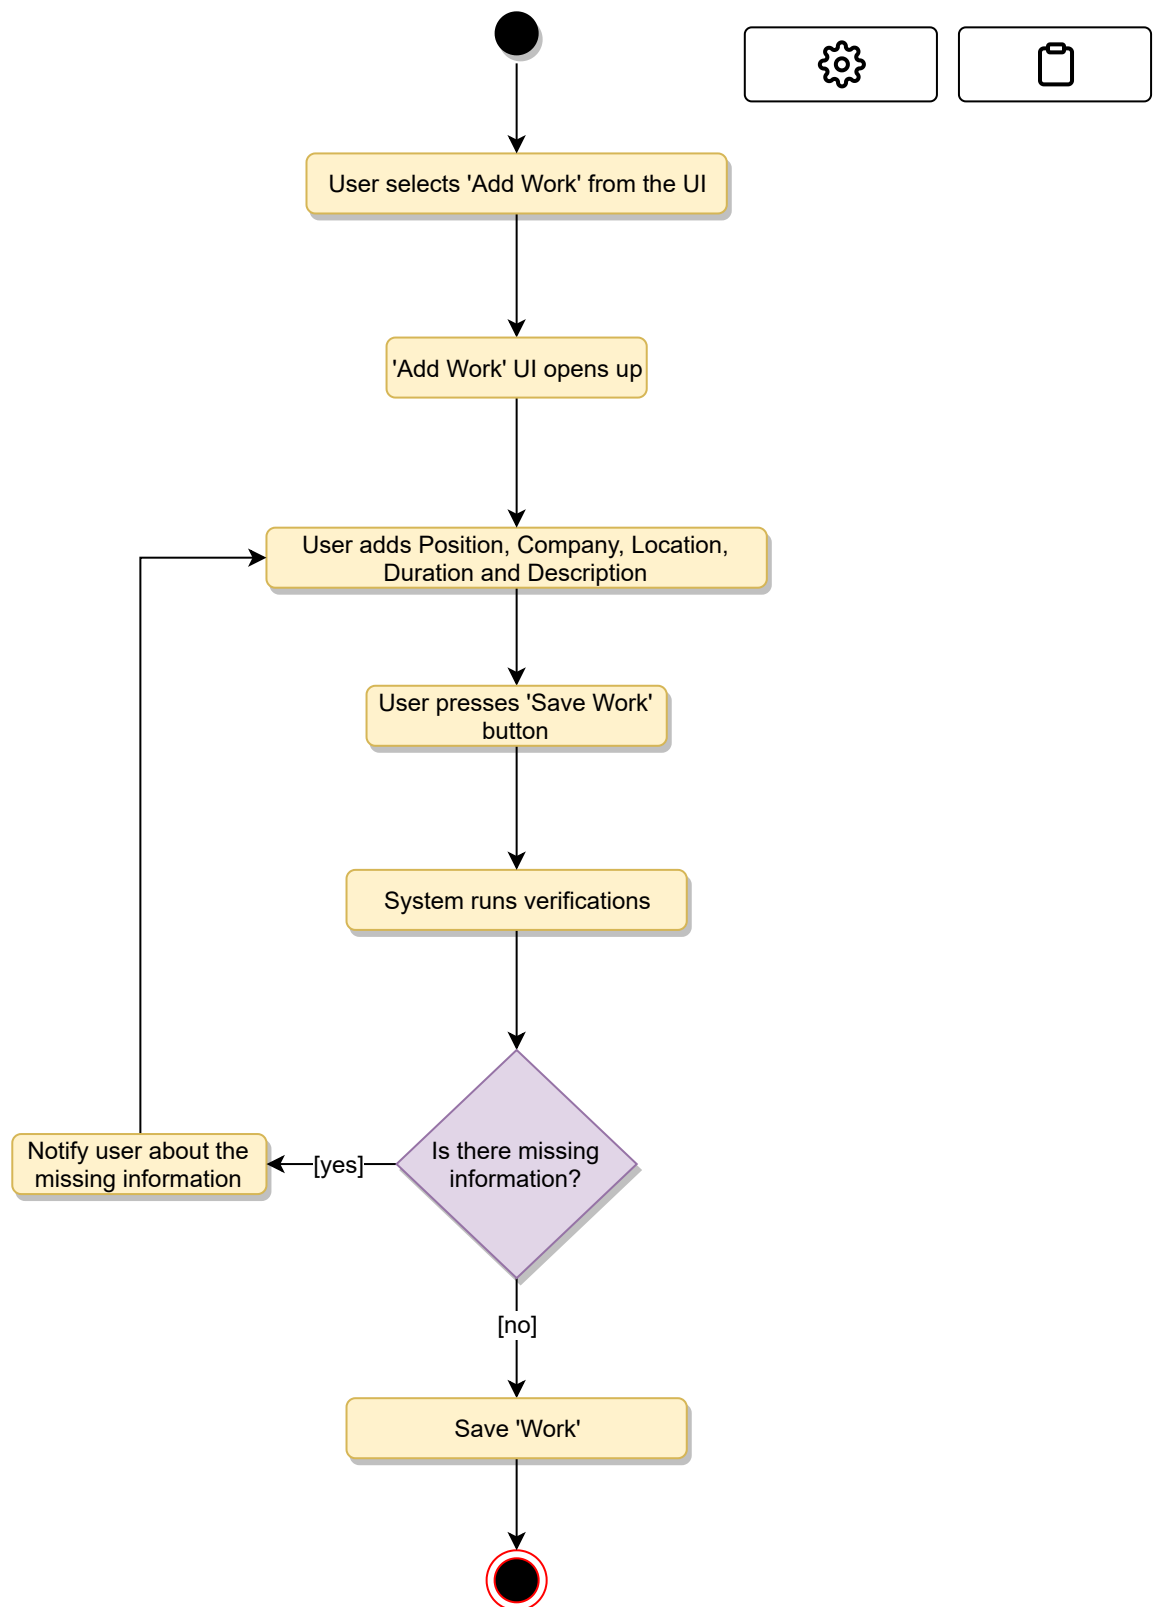 User selects 'Add Work' from the UI
'Add Work' UI opens up
User adds Position, Company, Location,
Duration and Description
User presses 'Save Work'
button
System runs verifications
Is there missing
information?
[yes]
Notify user about the
missing information
[no]
Save 'Work'